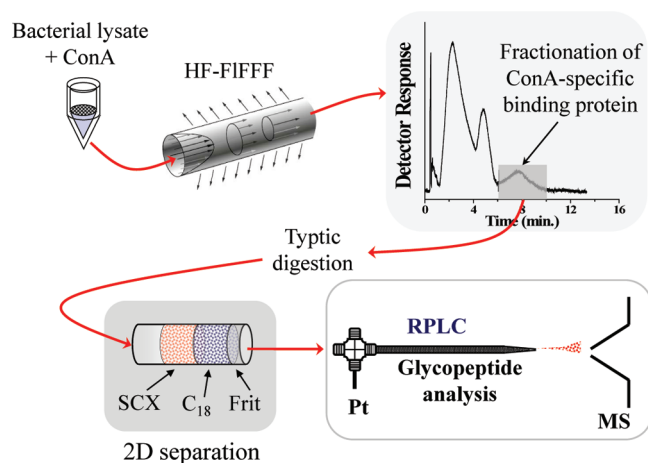 Bacterial lysate
+ ConA
HF-FlFFF
Detector Response
Fractionation of
ConA-specific
binding protein
0 4 8 12 16
Time (min.)
Typtic
digestion
SCX C18 Frit
2D separation
RPLC
Glycopeptide
analysis
Pt
MS